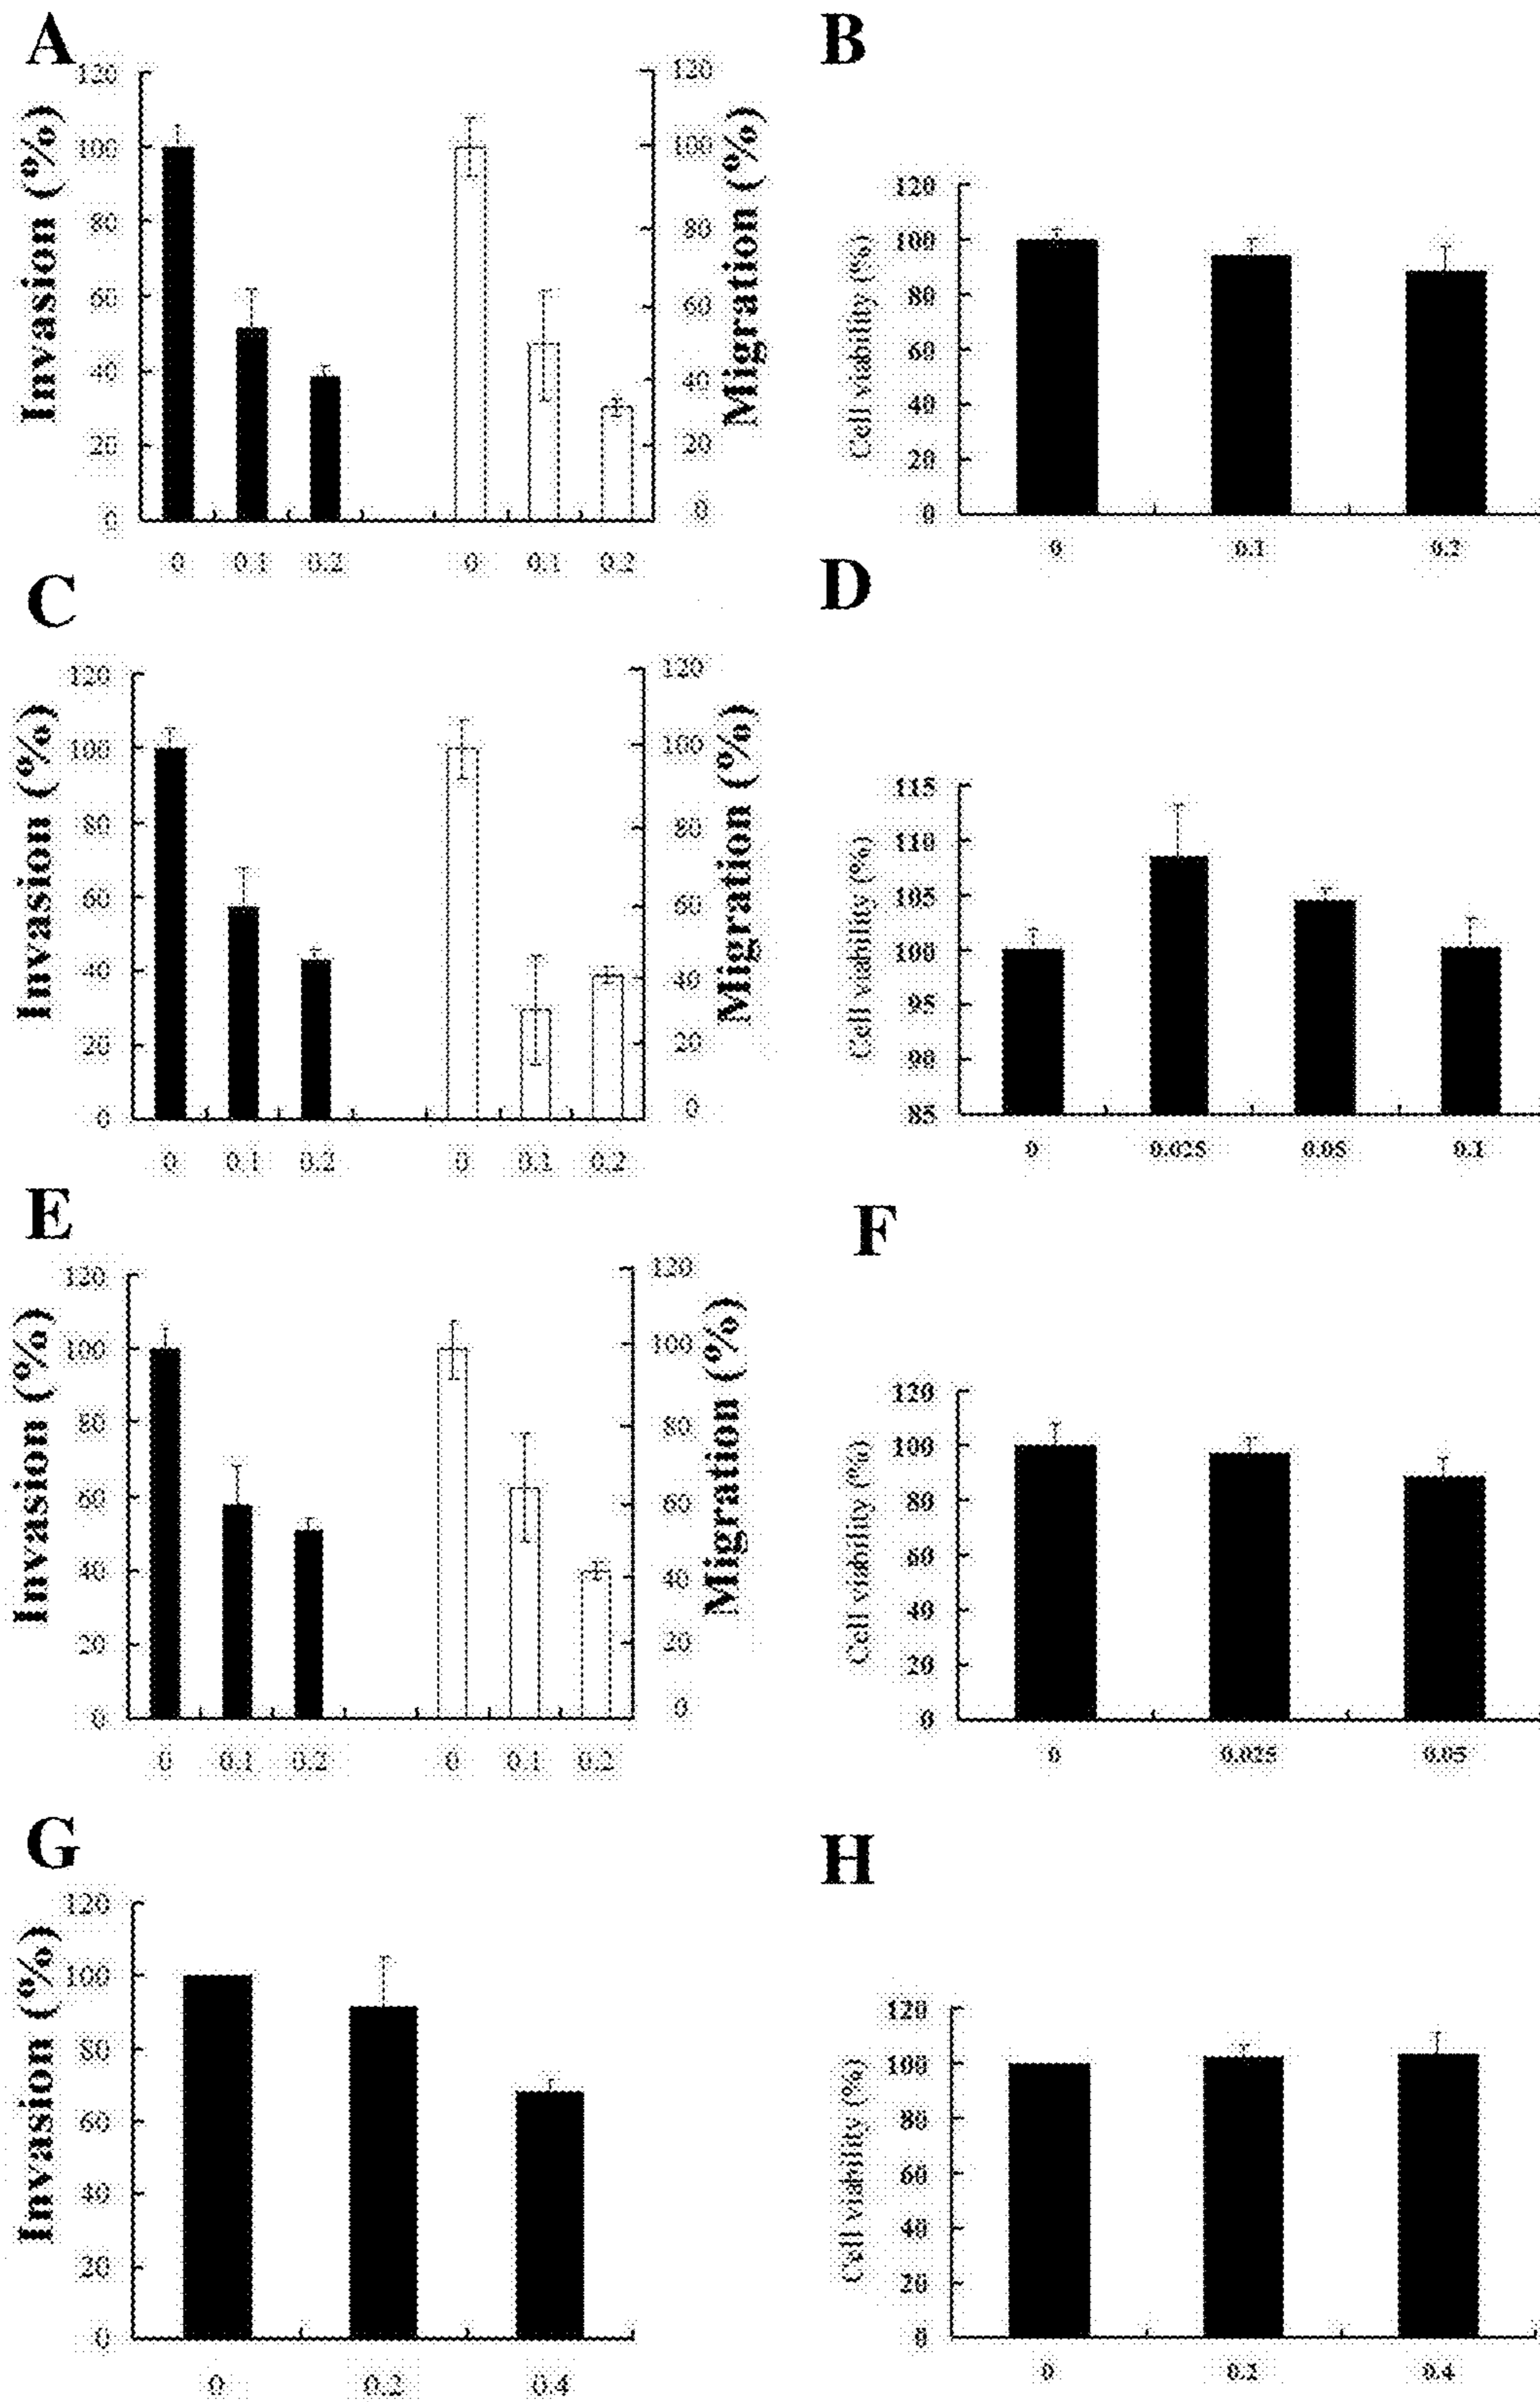 A
Invasion (%)
120
100
80
60
40
20
0
120
100
80
60
40
20
0
Migration (%)
0 0.1 0.2 0 0.1 0.2
B
Cell viability (%)
120
100
80
60
40
20
0
0 0.1 0.2
C
Invasion (%)
120
100
80
60
40
20
0
120
100
80
60
40
20
0
Migration (%)
0 0.1 0.2 0 0.1 0.2
D
Cell viability (%)
115
110
105
100
95
90
85
0 0.025 0.05 0.1
E
Invasion (%)
120
100
80
60
40
20
0
120
100
80
60
40
20
0
Migration (%)
0 0.1 0.2 0 0.1 0.2
F
Cell viability (%)
120
100
80
60
40
20
0
0 0.025 0.05
G
Invasion (%)
120
100
80
60
40
20
0
0 0.2 0.4
H
Cell viability (%)
120
100
80
60
40
20
0
0 0.2 0.4